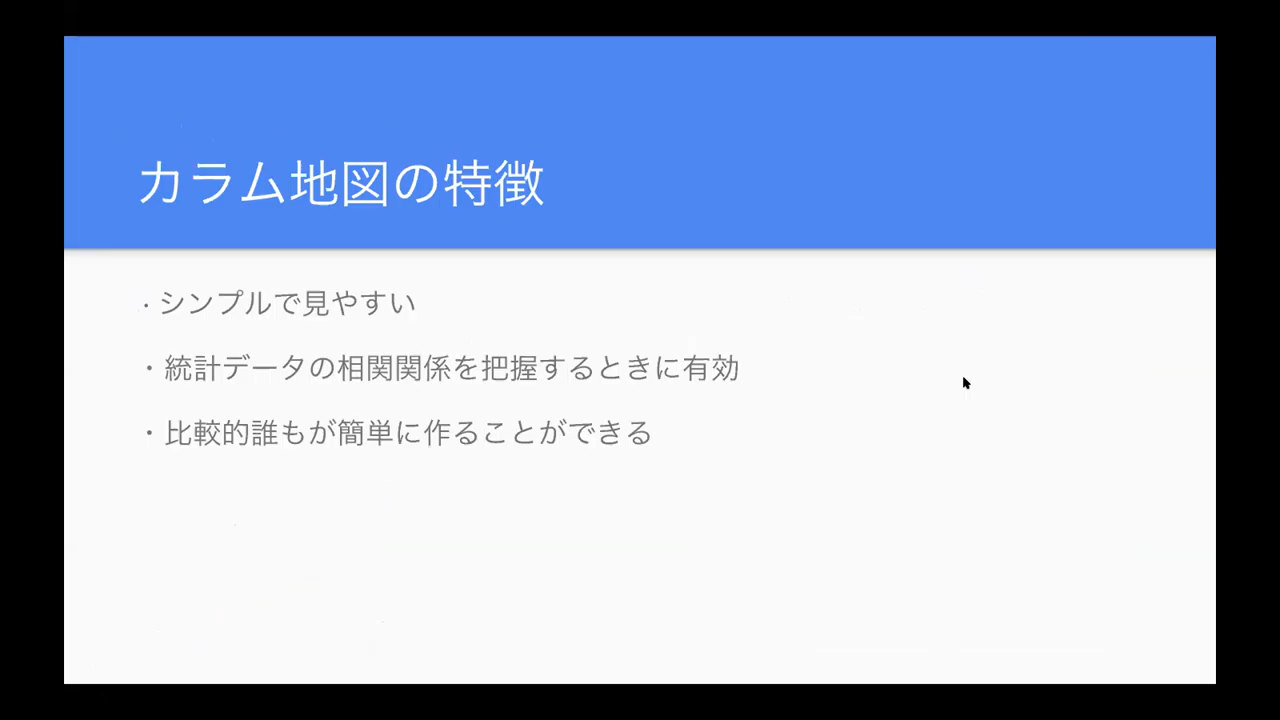 カラム地図の特徴
・シンプルで見やすい
・統計データの相関関係を把握するときに有効
・比較的誰もが簡単に作ることができる